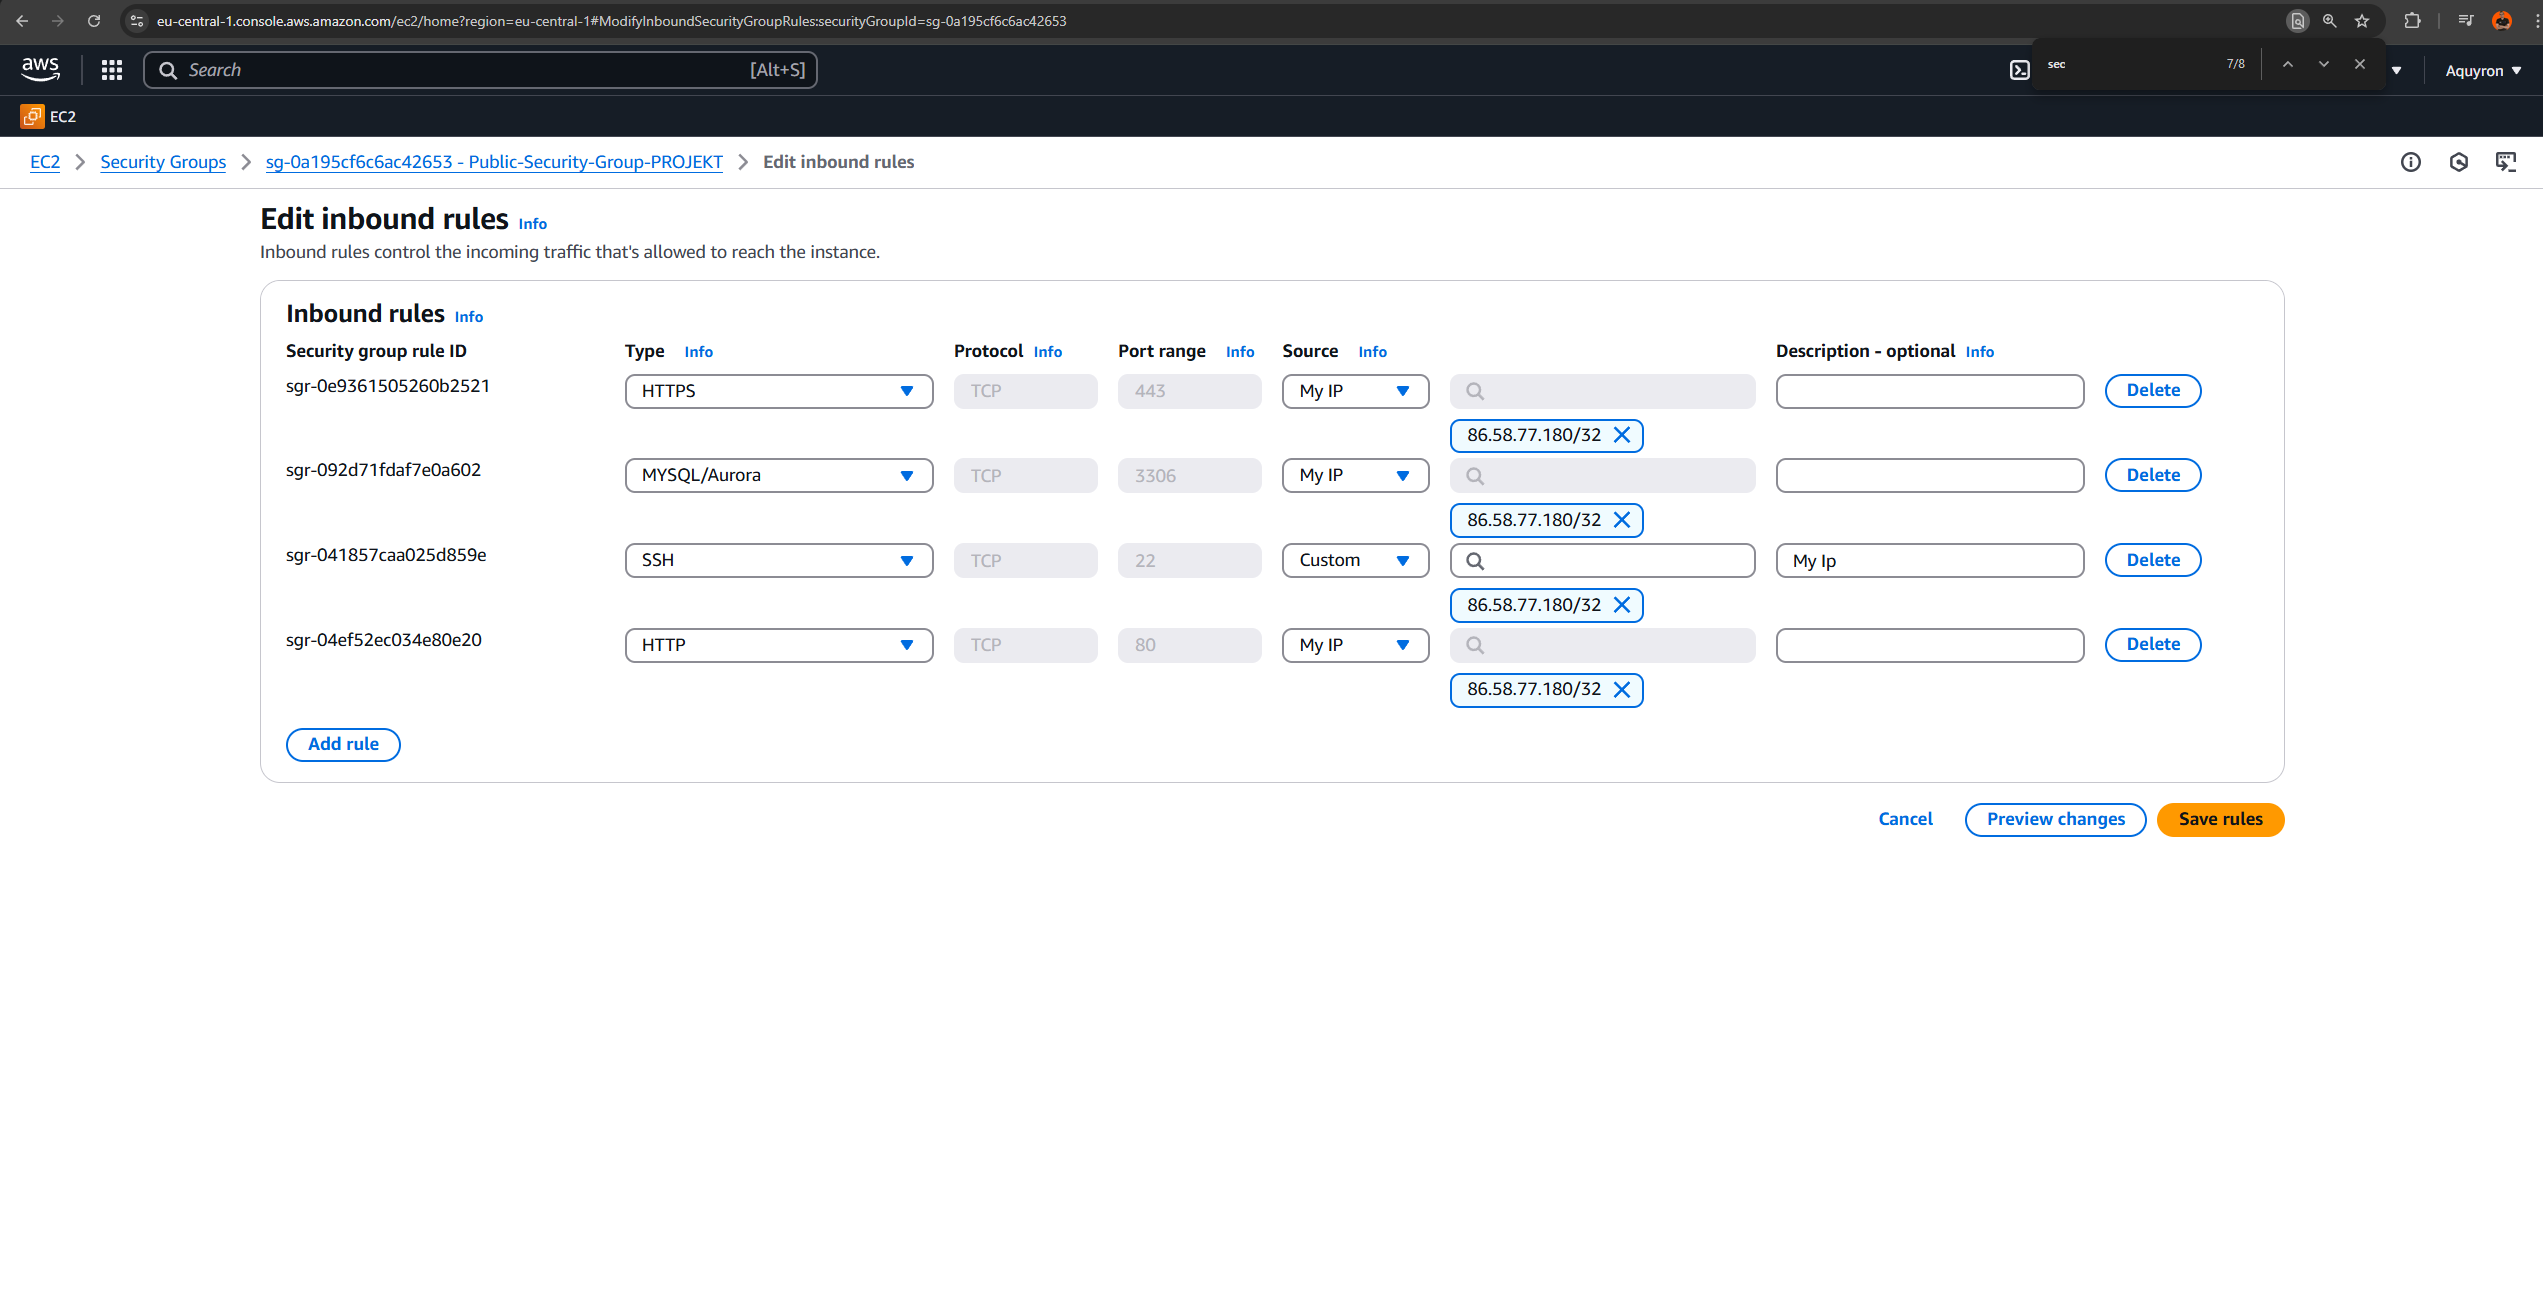 eu-central-1.console.aws.amazon.com/ec2/home?region=eu-central-1#ModifyInboundSecurityGroupRules:securityGroupId=sg-0a195cf6c6ac42653
aws Search [Alt+S] sec 7/8 Aquyron
EC2
EC2 Security Groups sg-0a195cf6c6ac42653 - Public-Security-Group-PROJEKT Edit inbound rules
Edit inbound rules Info
Inbound rules control the incoming traffic that's allowed to reach the instance.
Inbound rules Info
Security group rule ID Type Info Protocol Info Port range Info Source Info Description - optional Info
sgr-0e9361505260b2521 HTTPS TCP 443 My IP Delete
86.58.77.180/32
sgr-092d71fdaf7e0a602 MYSQL/Aurora TCP 3306 My IP Delete
86.58.77.180/32
sgr-041857caa025d859e SSH TCP 22 Custom My Ip Delete
86.58.77.180/32
sgr-04ef52ec034e80e20 HTTP TCP 80 My IP Delete
86.58.77.180/32
Add rule
Cancel Preview changes Save rules